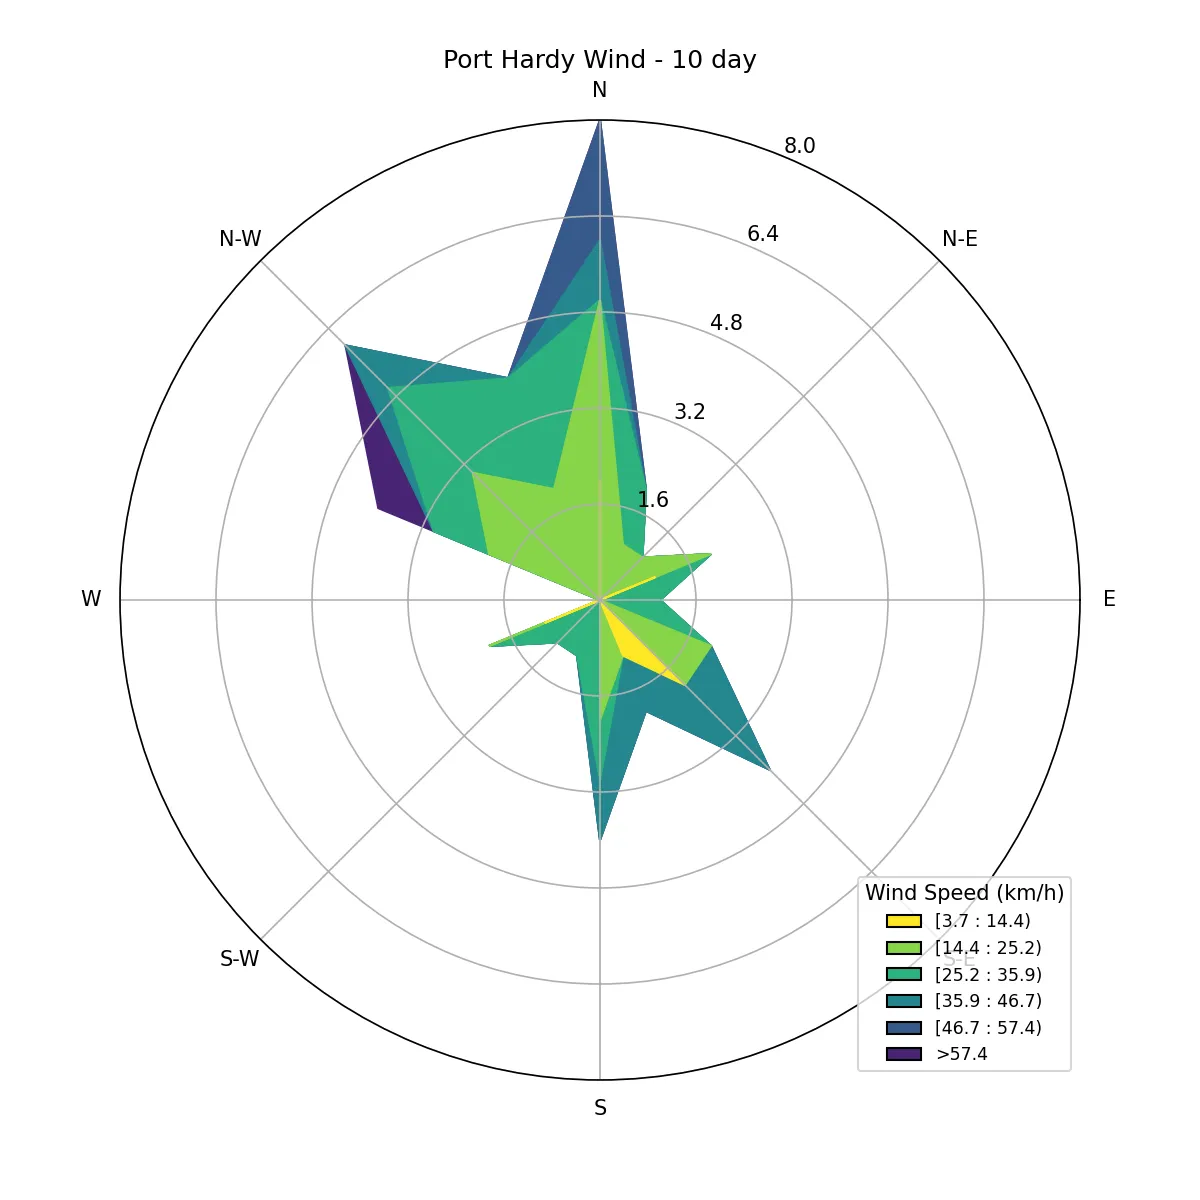 Port Hardy Wind - 10 day
N
8.0
N-W
N-E
6.4
4.8
3.2
1.6
W
E
S-W
S-E
S
Wind Speed (km/h)
[3.7 : 14.4)
[14.4 : 25.2)
[25.2 : 35.9)
[35.9 : 46.7)
[46.7 : 57.4)
>57.4